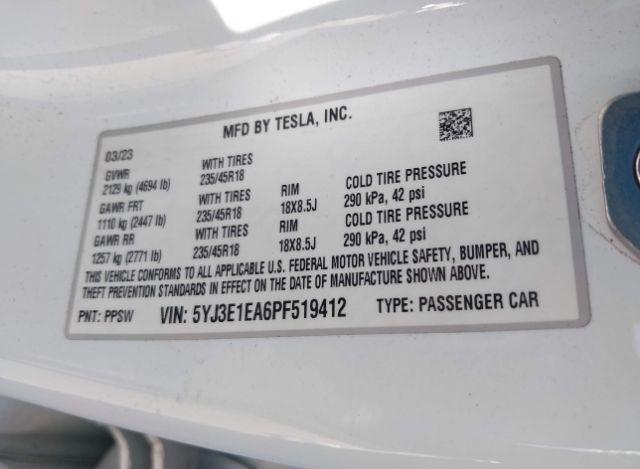 MFD BY TESLA, INC.
03/23
GVWR WITH TIRES
2129 kg (4694 lb) 235/45R18
GAWR FRT WITH TIRES RIM COLD TIRE PRESSURE
1110 kg (2447 lb) 235/45R18 18X8.5J 290 kPa, 42 psi
GAWR RR WITH TIRES RIM COLD TIRE PRESSURE
1257 kg (2771 lb) 235/45R18 18X8.5J 290 kPa, 42 psi
THIS VEHICLE CONFORMS TO ALL APPLICABLE U.S. FEDERAL MOTOR VEHICLE SAFETY, BUMPER, AND
THEFT PREVENTION STANDARDS IN EFFECT ON THE DATE OF MANUFACTURE SHOWN ABOVE.
PNT: PPSW VIN: 5YJ3E1EA6PF519412 TYPE: PASSENGER CAR